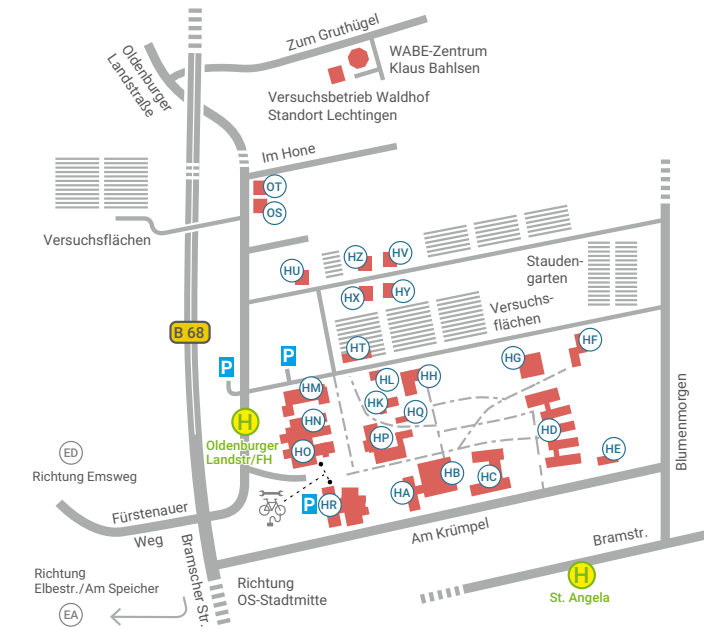 Zum Gruthügel
Oldenburger
Landstraße
WABE-Zentrum
Klaus Bahlsen
Versuchsbetrieb Waldhof
Standort Lechtingen
Im Hone
OT
OS
Versuchsflächen
HU
HZ
HV
HX
HY
Stauden-
garten
Versuchs-
flächen
B 68
P
P
HT
HF
HG
HL
HH
HM
HK
HQ
HN
HP
HD
H
Oldenburger
Landstr/FH
HO
HE
Blumenmorgen
ED
Richtung Emsweg
HB
HC
HA
P
HR
Fürstenauer
Weg
Am Krümpel
Bramstr.
Bramscher Str.
Richtung
Elbestr./Am Speicher
EA
Richtung
OS-Stadtmitte
H
St. Angela